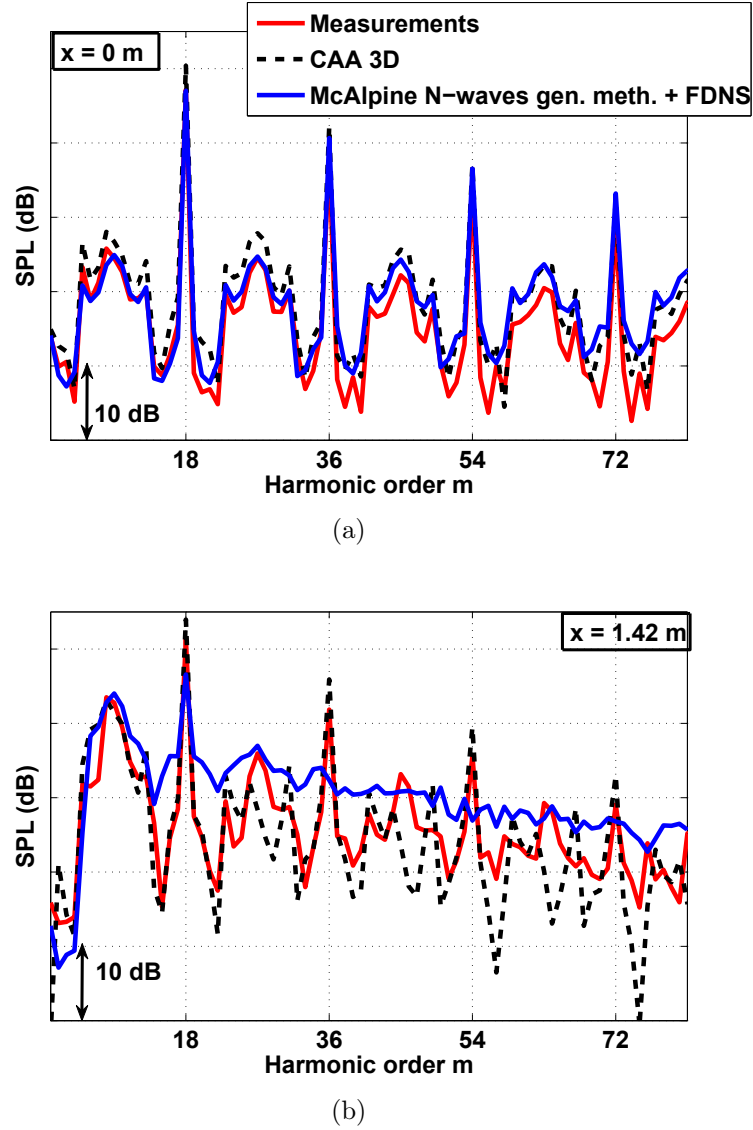 x = 0 m
Measurements
CAA 3D
McAlpine N−waves gen. meth. + FDNS
SPL (dB)
10 dB
18 36 54 72
Harmonic order m
(a)
x = 1.42 m
SPL (dB)
10 dB
18 36 54 72
Harmonic order m
(b)